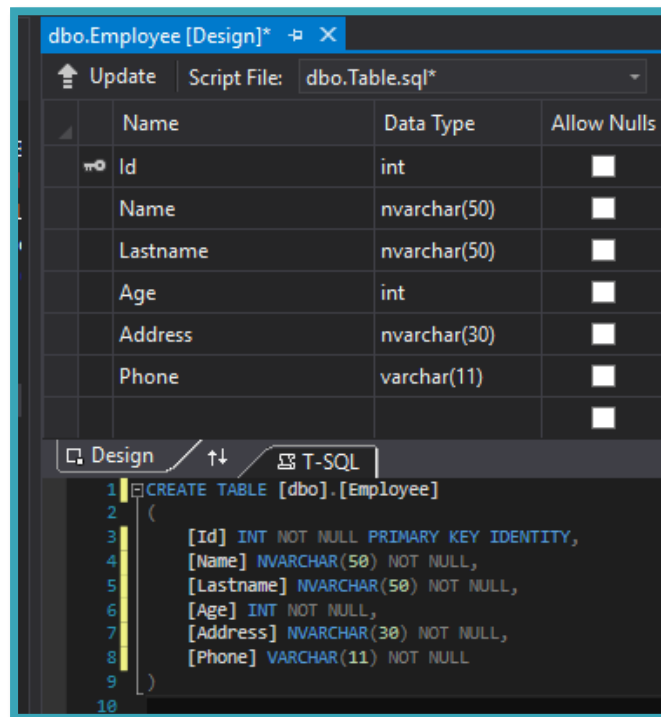 dbo.Employee [Design]*
Update Script File: dbo.Table.sql*
Name Data Type Allow Nulls
Id int
Name nvarchar(50)
Lastname nvarchar(50)
Age int
Address nvarchar(30)
Phone varchar(11)
Design T-SQL
1 CREATE TABLE [dbo].[Employee]
2 (
3 [Id] INT NOT NULL PRIMARY KEY IDENTITY,
4 [Name] NVARCHAR(50) NOT NULL,
5 [Lastname] NVARCHAR(50) NOT NULL,
6 [Age] INT NOT NULL,
7 [Address] NVARCHAR(30) NOT NULL,
8 [Phone] VARCHAR(11) NOT NULL
9 )
10